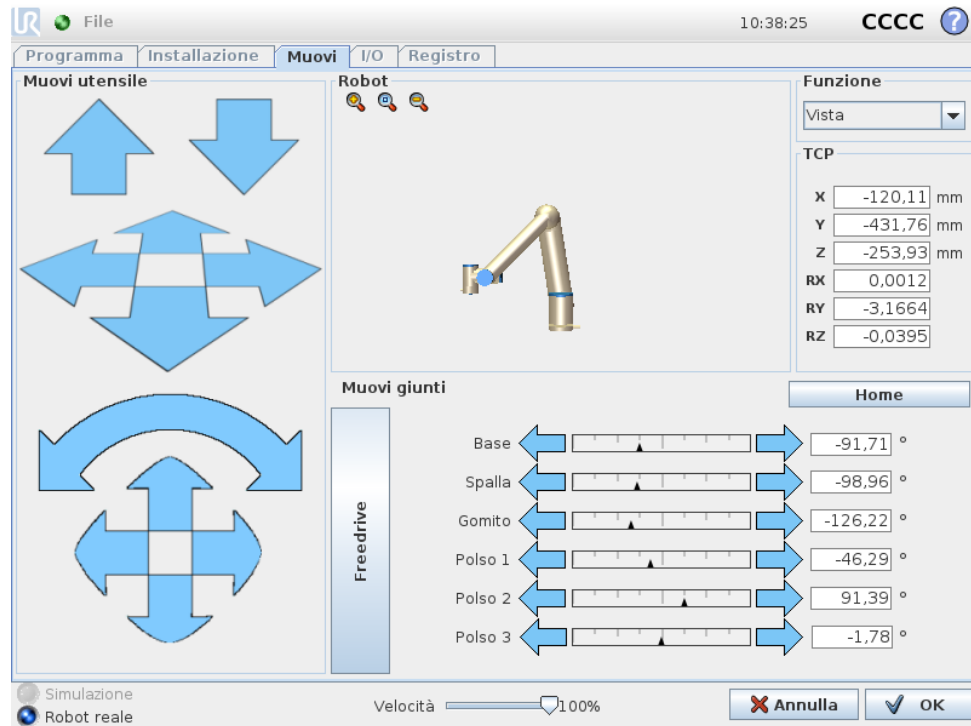 UR File 10:38:25 CCCC ?
Programma Installazione Muovi I/O Registro
Muovi utensile
Robot
Funzione
Vista
TCP
X -120,11 mm
Y -431,76 mm
Z -253,93 mm
RX 0,0012
RY -3,1664
RZ -0,0395
Muovi giunti
Home
Freedrive
Base -91,71 °
Spalla -98,96 °
Gomito -126,22 °
Polso 1 -46,29 °
Polso 2 91,39 °
Polso 3 -1,78 °
Simulazione
Robot reale
Velocità 100%
Annulla
OK